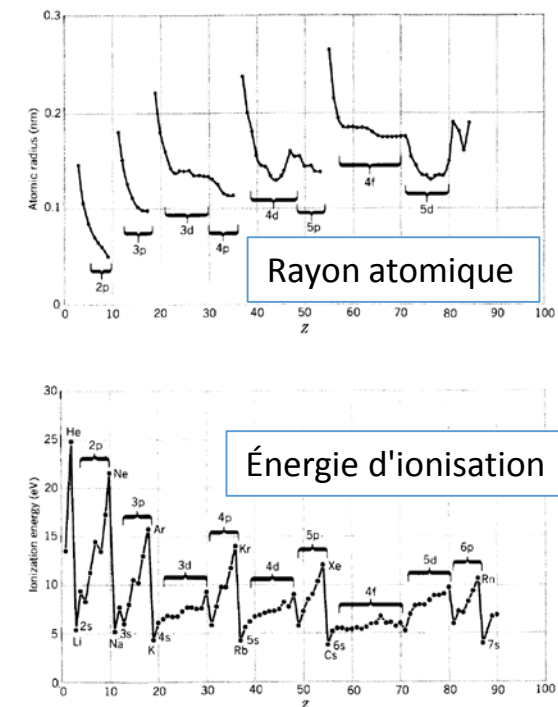 0.3
0.2
0.1
0
Atomic radius (nm)
2p
3p
3d
4p
4d
5p
4f
5d
0 10 20 30 40 50 60 70 80 90 100
Z
Rayon atomique
30
25
20
15
10
5
0
Ionization energy (eV)
He
2p
Ne
3p
Ar
3d
4p
Kr
4d
5p
Xe
4f
5d
6p
Rn
Li
2s
Na
3s
K
4s
Rb
5s
Cs
6s
7s
0 10 20 30 40 50 60 70 80 90 100
Z
Énergie d'ionisation